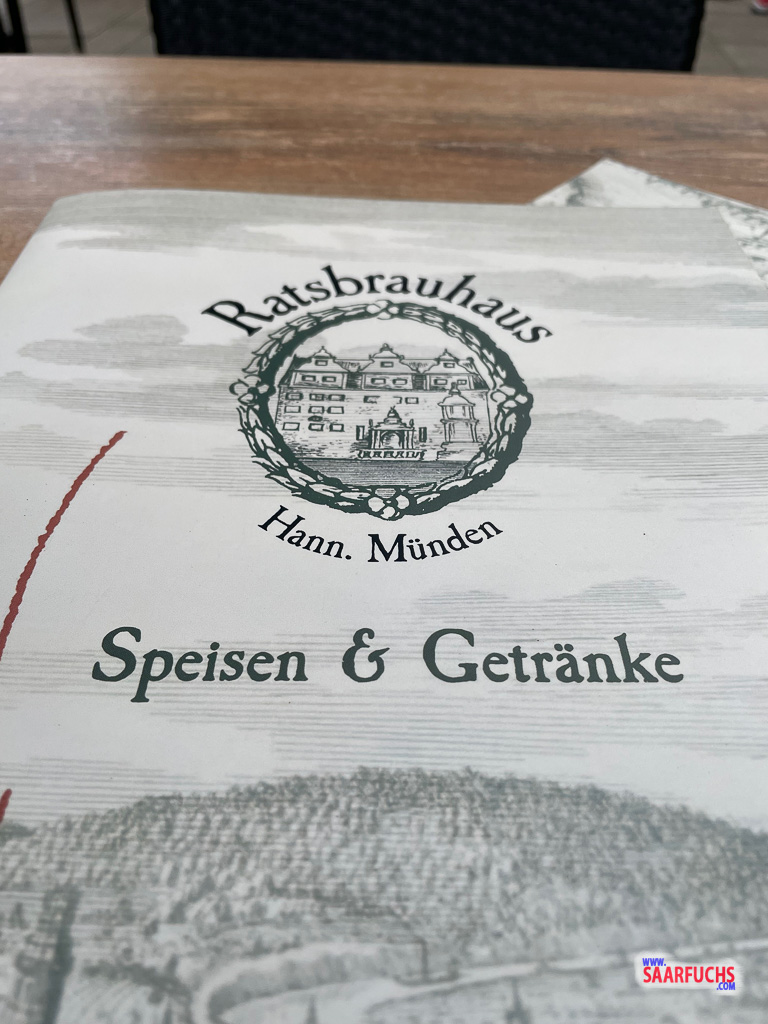 Ratsbrauhaus
Hann. Münden
Speisen & Getränke
WWW.
SAARFUCHS
.COM